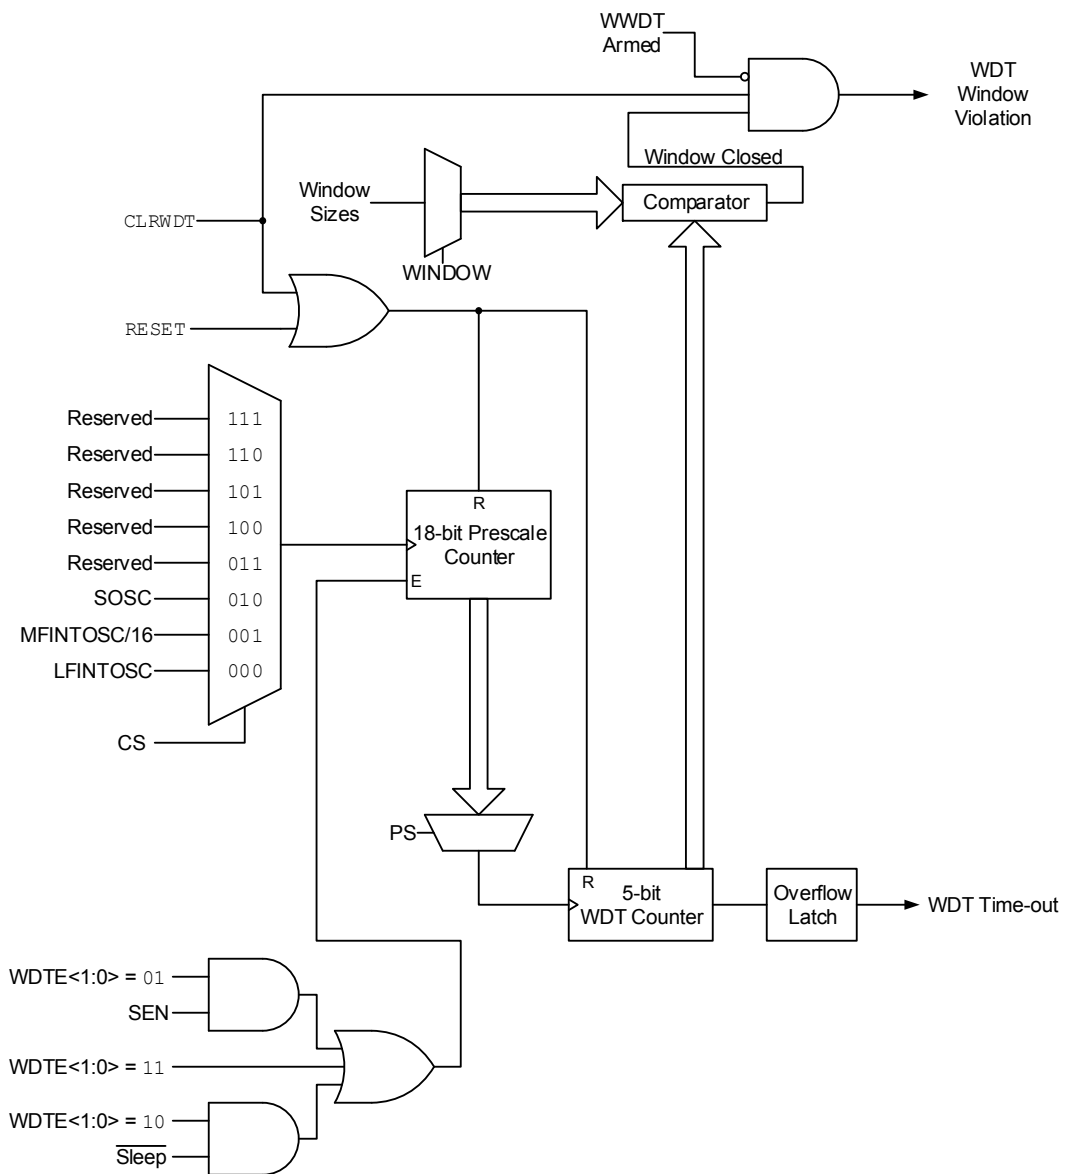 WWDT
Armed
WDT
Window
Violation
Window Closed
Window
Sizes
Comparator
CLRWDT
WINDOW
RESET
Reserved 111
Reserved 110
Reserved 101
Reserved 100
Reserved 011
SOSC 010
MFINTOSC/16 001
LFINTOSC 000
CS
R
18-bit Prescale
Counter
E
PS
R
5-bit
WDT Counter
Overflow
Latch
WDT Time-out
WDTE<1:0> = 01
SEN
WDTE<1:0> = 11
WDTE<1:0> = 10
Sleep